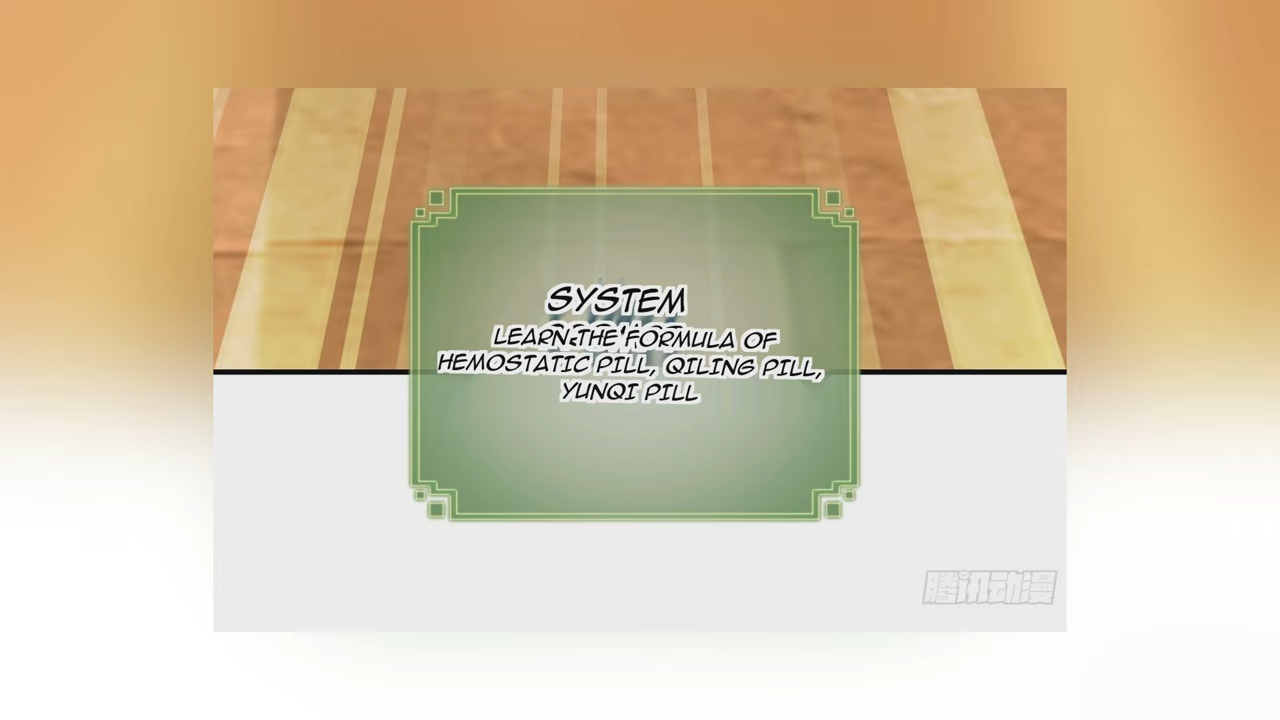 SYSTEM
LEARN THE FORMULA OF
HEMOSTATIC PILL, QILING PILL,
YUNQI PILL
腾讯动漫